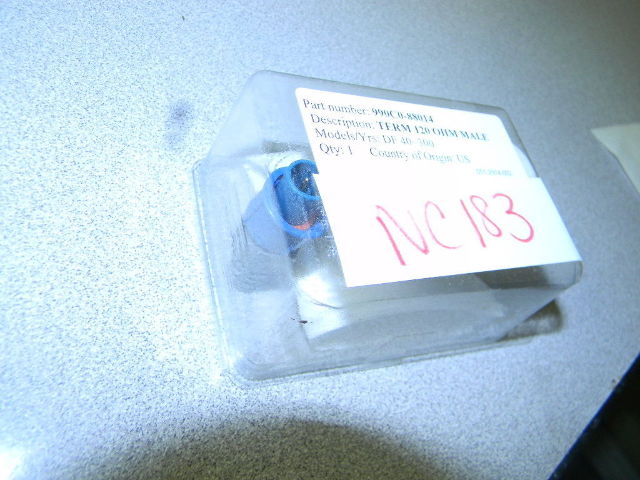 Part number: 990C0-88014
Description: TERM 120 OHM MALE
Models/Yrs: DF 40- 300
Qty: 1 Country of Origin: US
NC183